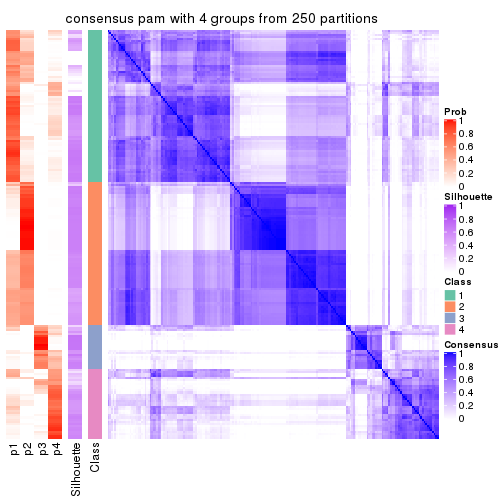 consensus pam with 4 groups from 250 partitions
Prob
1
0.8
0.6
0.4
0.2
0
Silhouette
1
0.8
0.6
0.4
0.2
0
Class
1
2
3
4
Consensus
1
0.8
0.6
0.4
0.2
0
p1
p2
p3
p4
Silhouette
Class